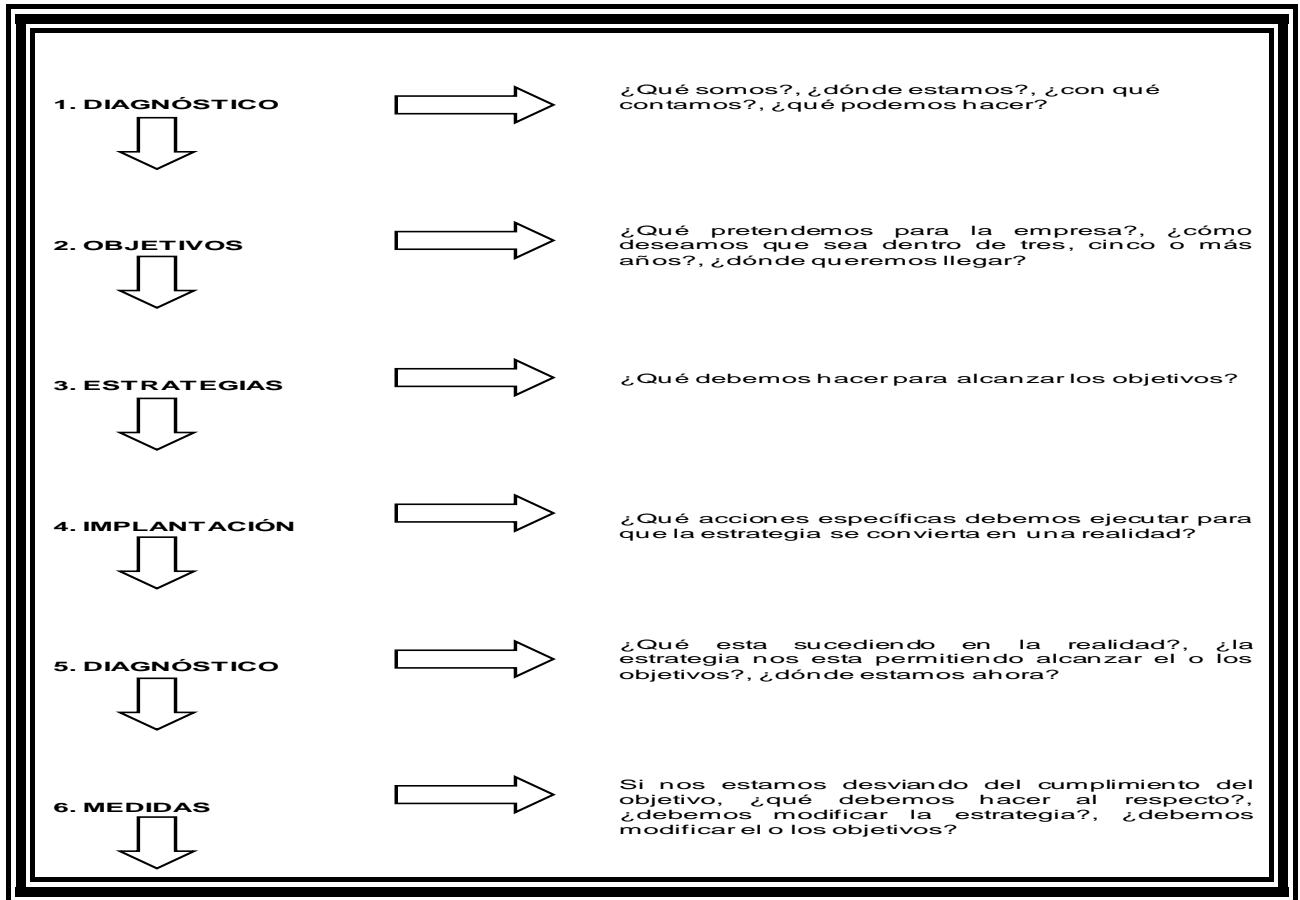 1. DIAGNÓSTICO
¿Qué somos?, ¿dónde estamos?, ¿con qué
contamos?, ¿qué podemos hacer?
2. OBJETIVOS
¿Qué pretendemos para la empresa?, ¿cómo
deseamos que sea dentro de tres, cinco o más
años?, ¿dónde queremos llegar?
3. ESTRATEGIAS
¿Qué debemos hacer para alcanzar los objetivos?
4. IMPLANTACIÓN
¿Qué acciones específicas debemos ejecutar para
que la estrategia se convierta en una realidad?
5. DIAGNÓSTICO
¿Qué esta sucediendo en la realidad?, ¿la
estrategia nos esta permitiendo alcanzar el o los
objetivos?, ¿dónde estamos ahora?
6. MEDIDAS
Si nos estamos desviando del cumplimiento del
objetivo, ¿qué debemos hacer al respecto?,
¿debemos modificar la estrategia?, ¿debemos
modificar el o los objetivos?